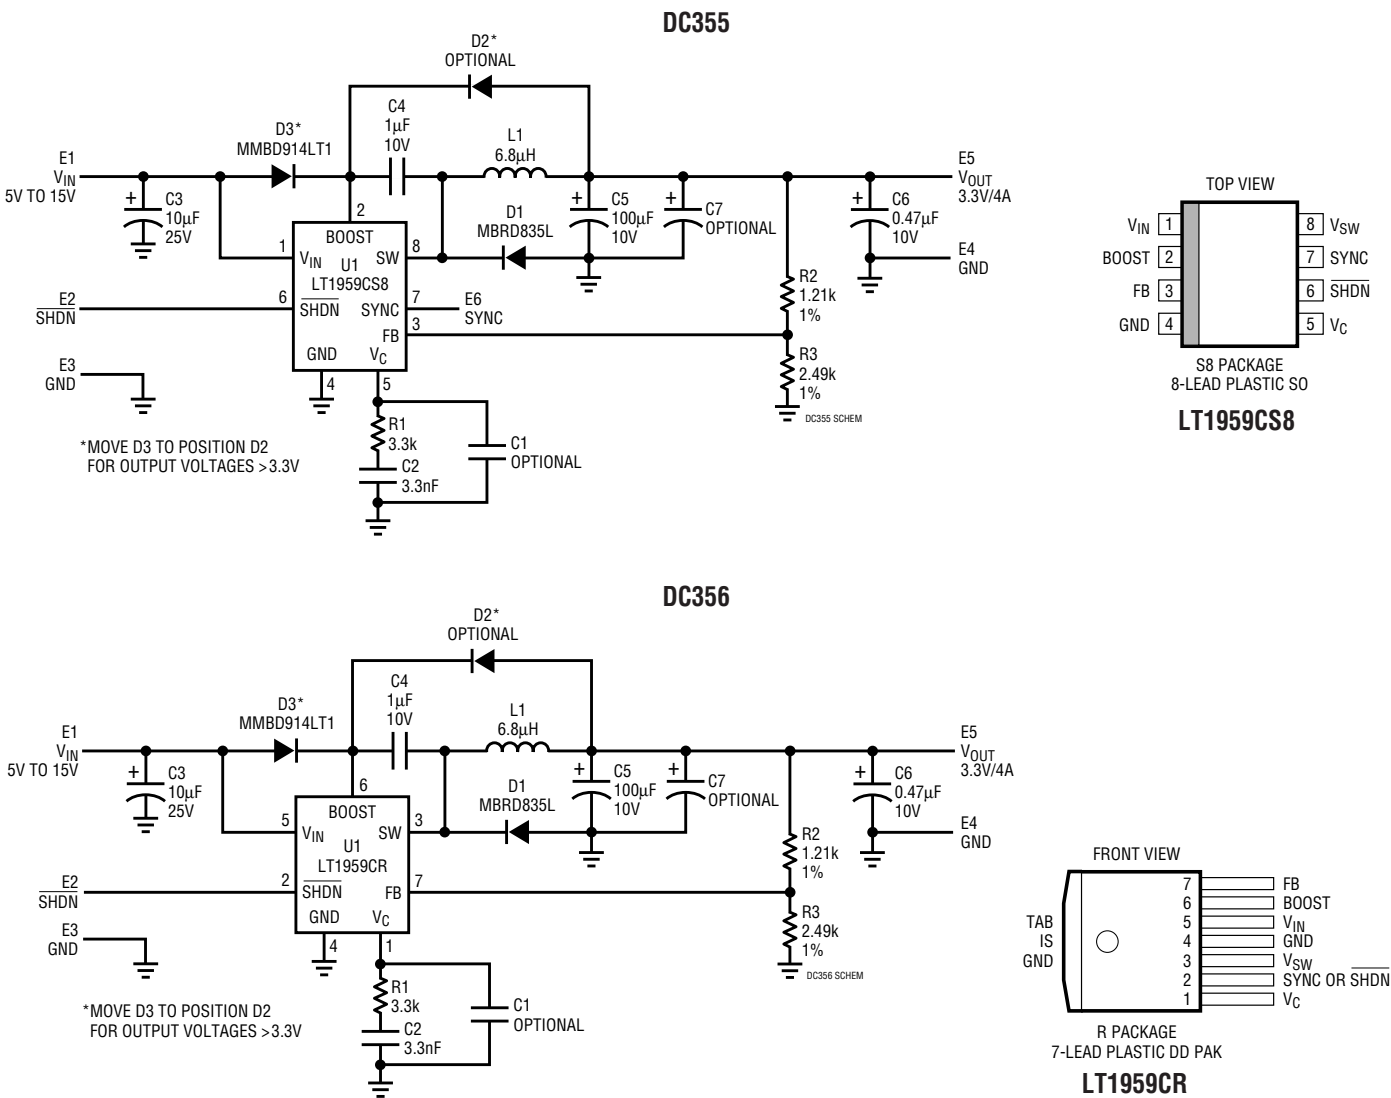 DC355
D2*
OPTIONAL
C4
1µF
10V
D3*
MMBD914LT1
L1
6.8µH
E1
VIN
5V TO 15V
E5
VOUT
3.3V/4A
+
C3
10µF
25V
2
BOOST
1
VIN
U1
LT1959CS8
SW
8
D1
MBRD835L
+
C5
100µF
10V
+
C7
OPTIONAL
+
C6
0.47µF
10V
E4
GND
E2
SHDN
6
SHDN
SYNC
7
E6
SYNC
FB
3
R2
1.21k
1%
E3
GND
GND
VC
4
5
R3
2.49k
1%
DC355 SCHEM
R1
3.3k
C2
3.3nF
C1
OPTIONAL
*MOVE D3 TO POSITION D2
FOR OUTPUT VOLTAGES >3.3V
TOP VIEW
VIN 1
BOOST 2
FB 3
GND 4
8 VSW
7 SYNC
6 SHDN
5 VC
S8 PACKAGE
8-LEAD PLASTIC SO
LT1959CS8
DC356
D2*
OPTIONAL
C4
1µF
10V
D3*
MMBD914LT1
L1
6.8µH
E1
VIN
5V TO 15V
E5
VOUT
3.3V/4A
+
C3
10µF
25V
6
BOOST
5
VIN
U1
LT1959CR
SW
3
D1
MBRD835L
+
C5
100µF
10V
+
C7
OPTIONAL
+
C6
0.47µF
10V
E4
GND
E2
SHDN
2
SHDN
FB
7
R2
1.21k
1%
E3
GND
GND
VC
4
1
R3
2.49k
1%
DC356 SCHEM
R1
3.3k
C2
3.3nF
C1
OPTIONAL
*MOVE D3 TO POSITION D2
FOR OUTPUT VOLTAGES >3.3V
FRONT VIEW
TAB
IS
GND
7 FB
6 BOOST
5 VIN
4 GND
3 VSW
2 SYNC OR SHDN
1 VC
R PACKAGE
7-LEAD PLASTIC DD PAK
LT1959CR